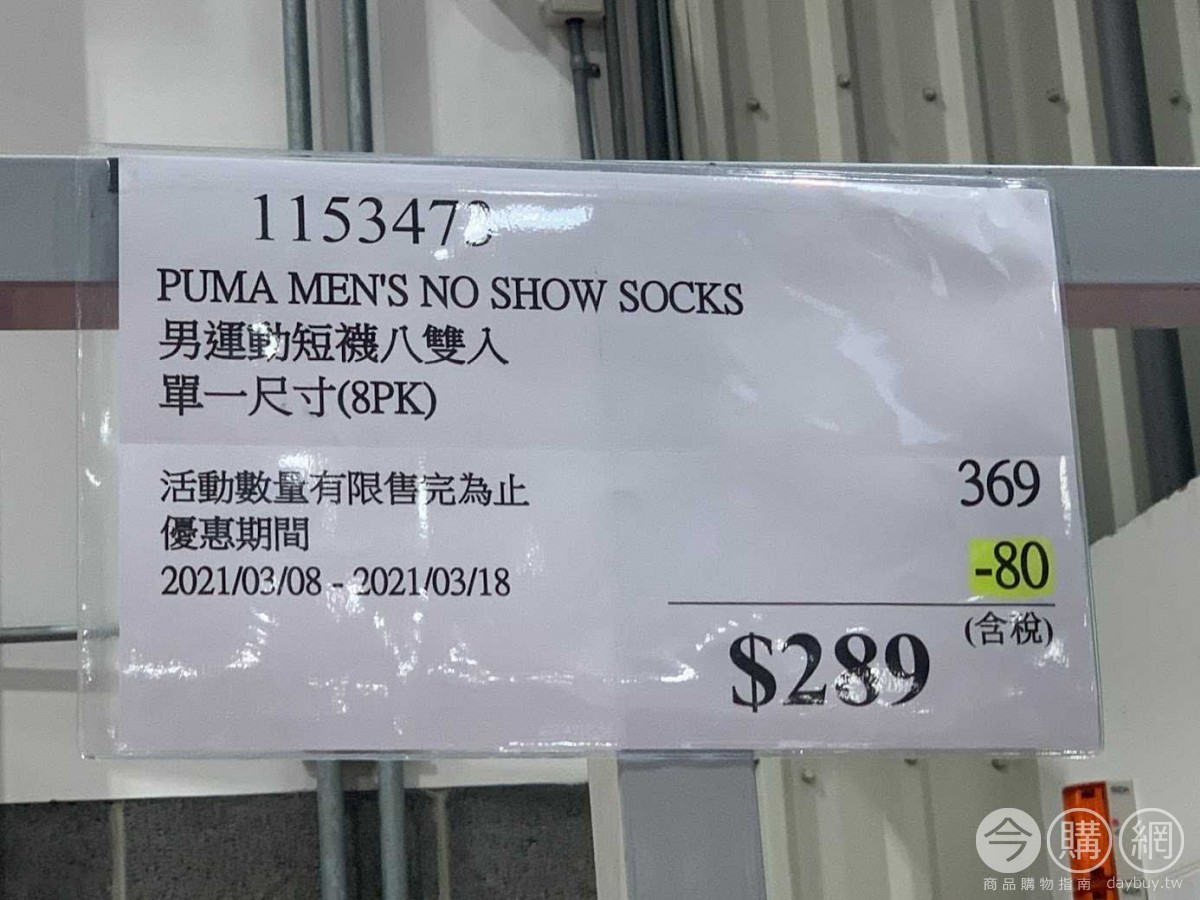 1153473
PUMA MEN'S NO SHOW SOCKS
男運動短襪八雙入
單一尺寸(8PK)
活動數量有限售完為止
優惠期間
2021/03/08 - 2021/03/18
369
-80
(含稅)
$289
今購網
商品購物指南 daybuy.tw